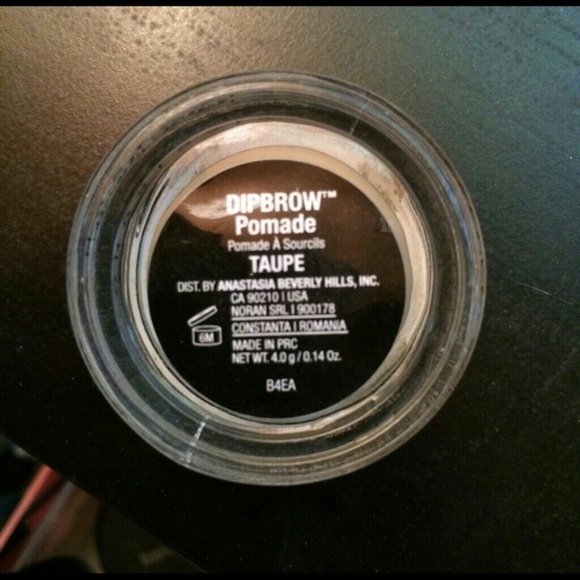 DIPBROW™
Pomade
Pomade À Sourcils
TAUPE
DIST. BY ANASTASIA BEVERLY HILLS, INC.
CA 90210 | USA
NORAN SRL | 900178
CONSTANTA | ROMANIA
6M
MADE IN PRC
NET WT. 4.0 g / 0.14 Oz.
B4EA